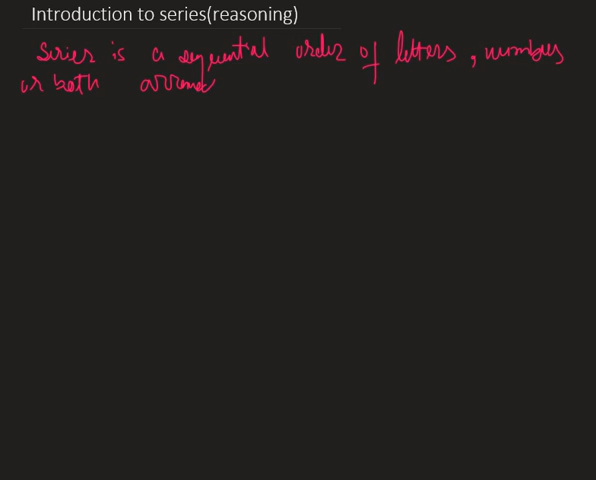 Introduction to series(reasoning)
Series is a sequential order of letters, numbers
or both